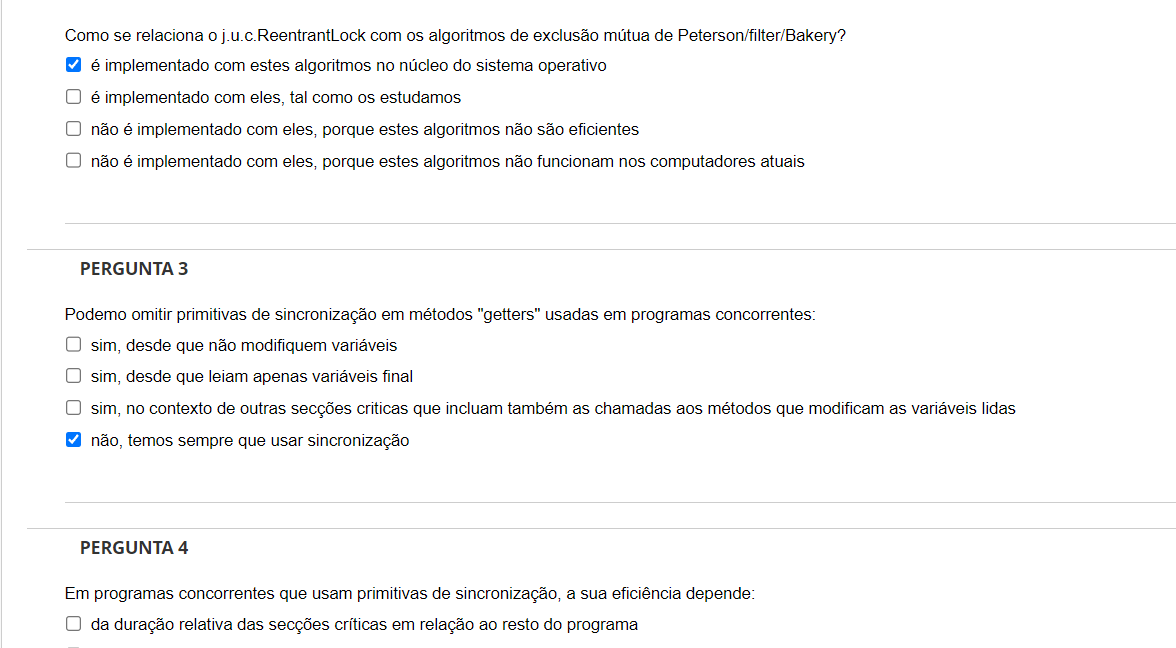 Como se relaciona o j.u.c.ReentrantLock com os algoritmos de exclusão mútua de Peterson/filter/Bakery?
é implementado com estes algoritmos no núcleo do sistema operativo
é implementado com eles, tal como os estudamos
não é implementado com eles, porque estes algoritmos não são eficientes
não é implementado com eles, porque estes algoritmos não funcionam nos computadores atuais
PERGUNTA 3
Podemo omitir primitivas de sincronização em métodos "getters" usadas em programas concorrentes:
sim, desde que não modifiquem variáveis
sim, desde que leiam apenas variáveis final
sim, no contexto de outras secções criticas que incluam também as chamadas aos métodos que modificam as variáveis lidas
não, temos sempre que usar sincronização
PERGUNTA 4
Em programas concorrentes que usam primitivas de sincronização, a sua eficiência depende:
da duração relativa das secções críticas em relação ao resto do programa